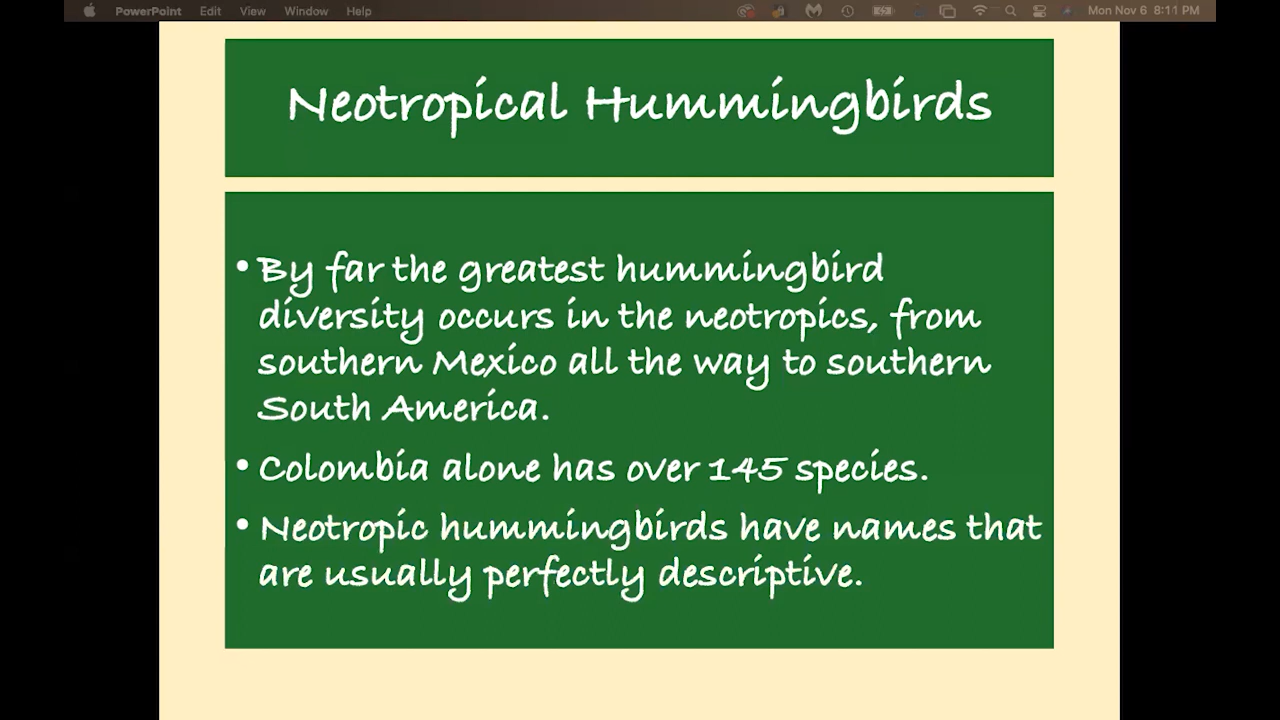 PowerPoint Edit View Window Help Mon Nov 6 8:11 PM
Neotropical Hummingbirds
• By far the greatest hummingbird
diversity occurs in the neotropics, from
southern Mexico all the way to southern
South America.
• Colombia alone has over 145 species.
• Neotropic hummingbirds have names that
are usually perfectly descriptive.